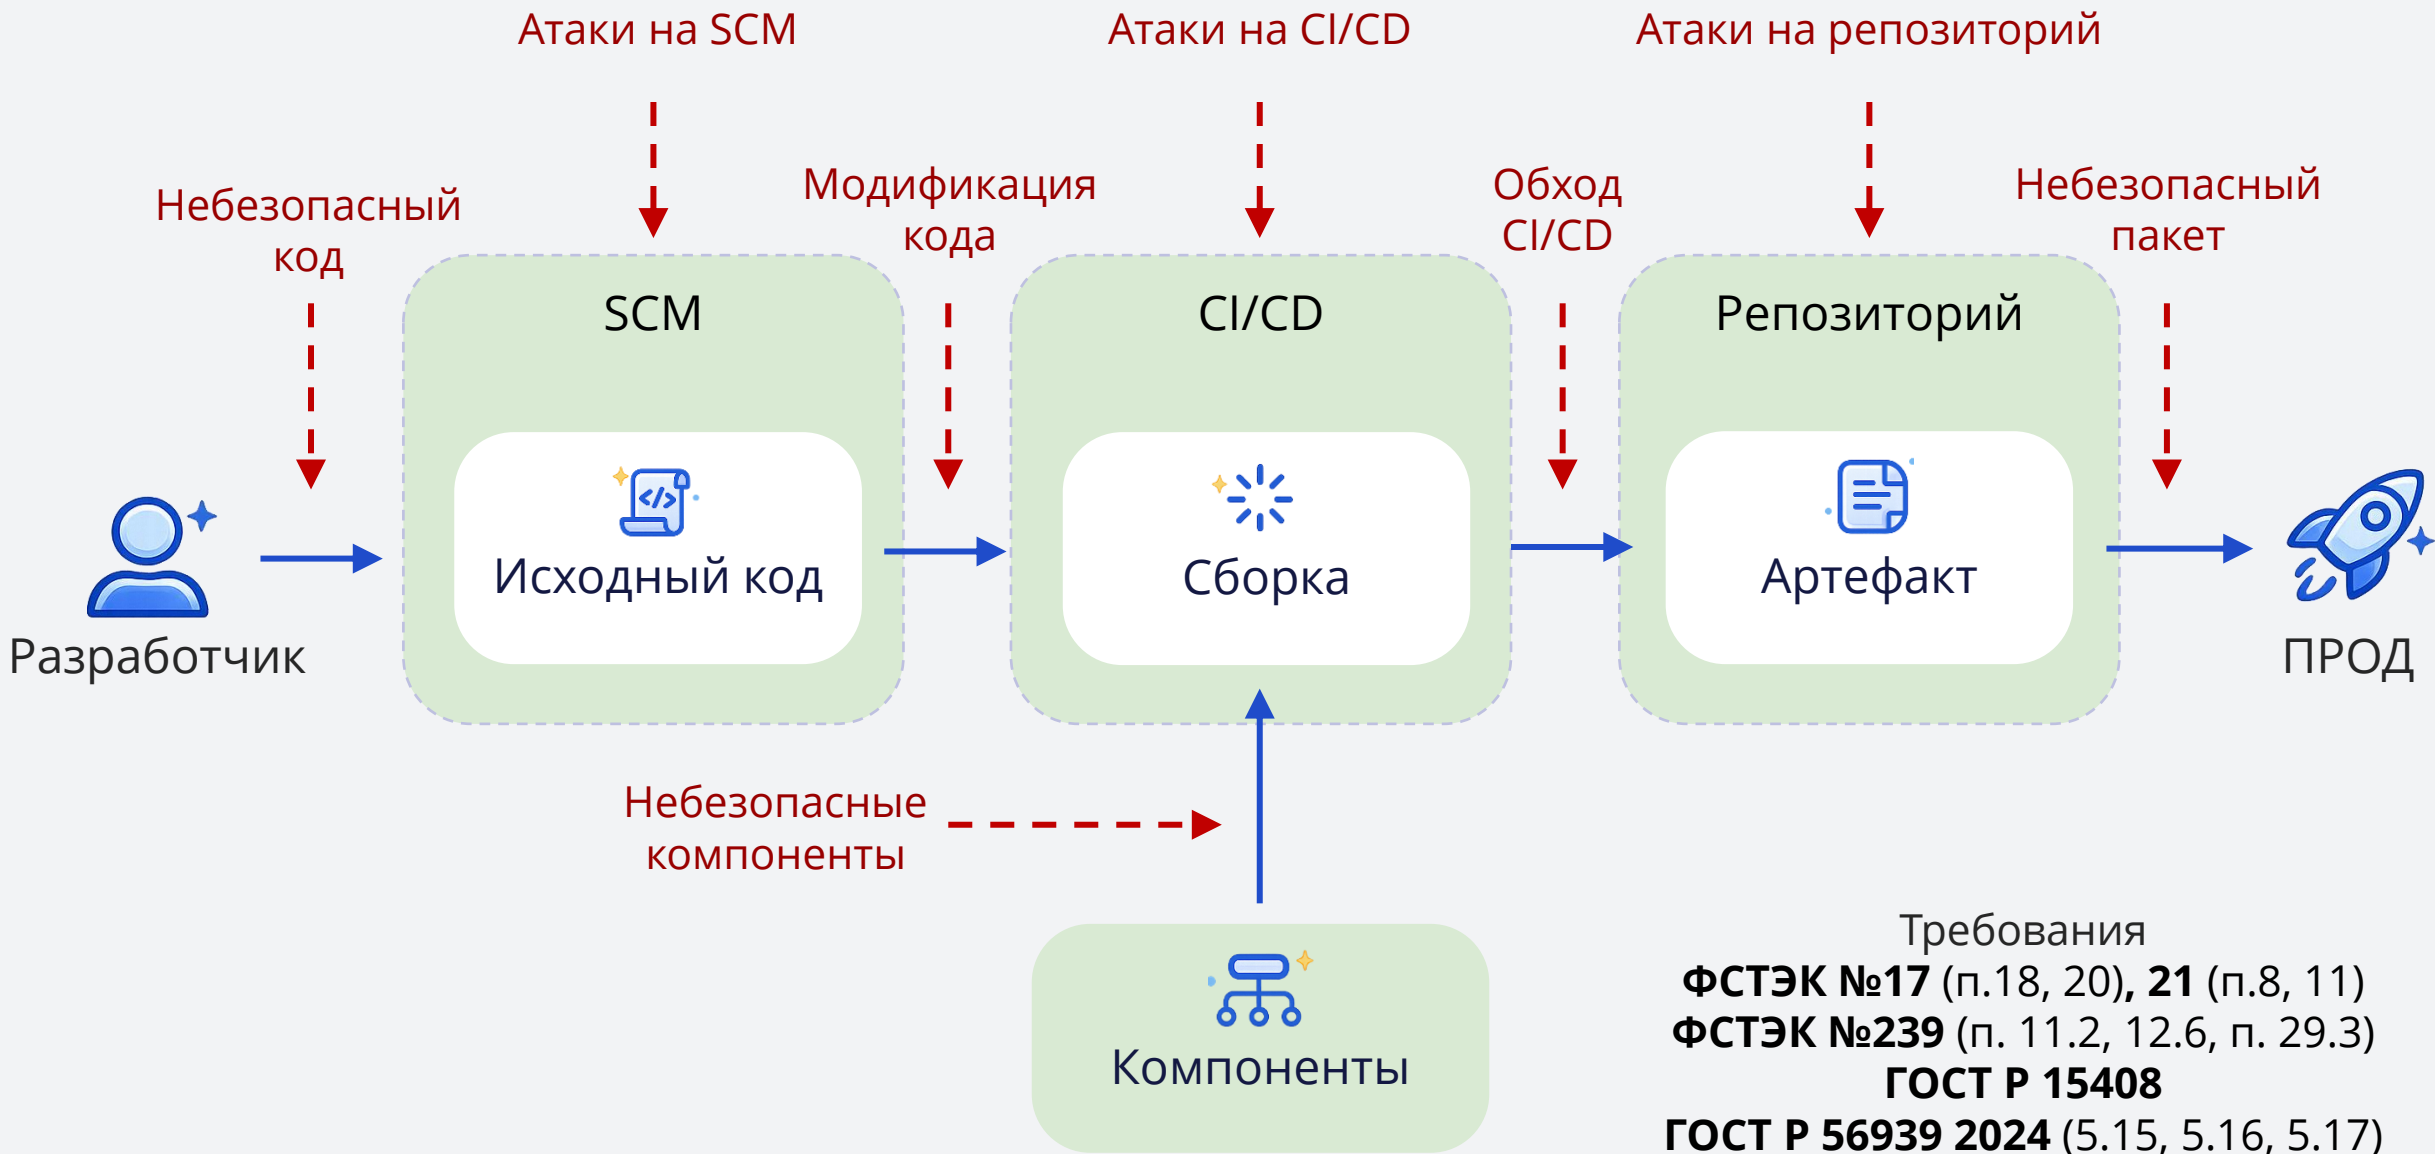 Атаки на SCM
Атаки на CI/CD
Атаки на репозиторий
Небезопасный
код
Модификация
кода
Обход
CI/CD
Небезопасный
пакет
SCM
CI/CD
Репозиторий
Исходный код
Сборка
Артефакт
Разработчик
ПРОД
Небезопасные
компоненты
Компоненты
Требования
ФСТЭК №17 (п.18, 20), 21 (п.8, 11)
ФСТЭК №239 (п. 11.2, 12.6, п. 29.3)
ГОСТ Р 15408
ГОСТ Р 56939 2024 (5.15, 5.16, 5.17)